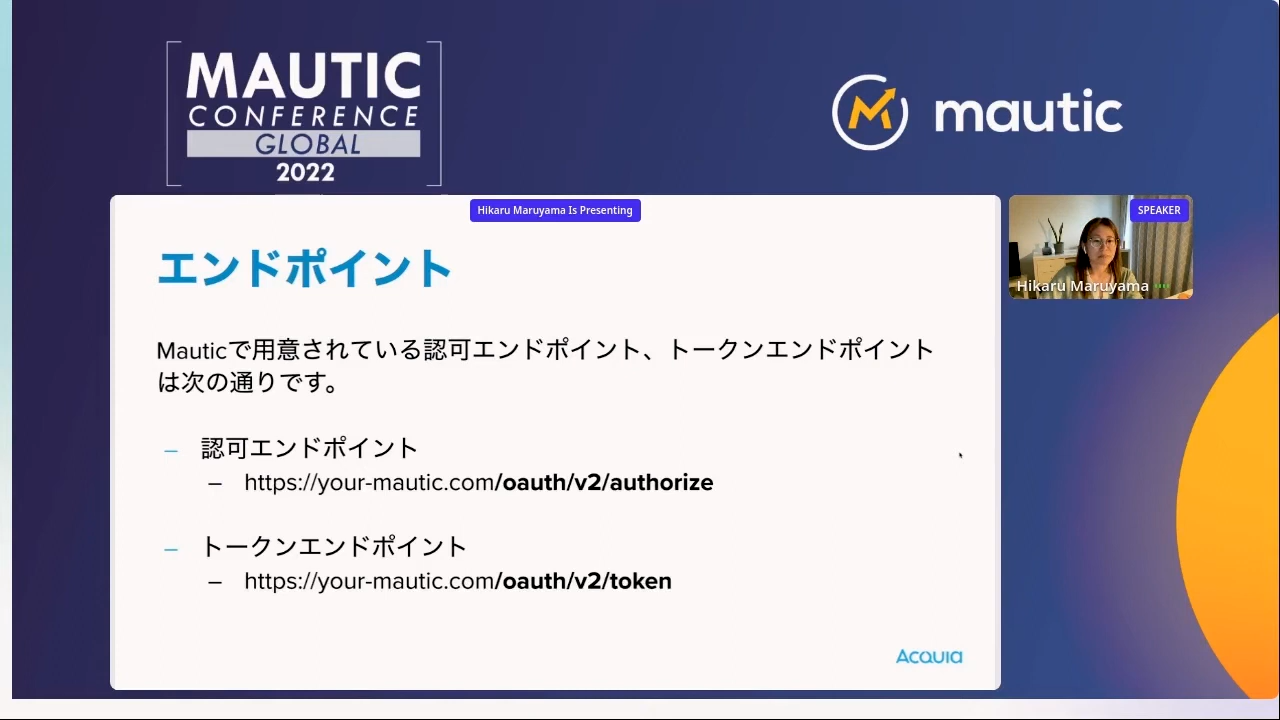 MAUTIC
CONFERENCE
GLOBAL
2022
mautic
Hikaru Maruyama Is Presenting
SPEAKER
Hikaru Maruyama
エンドポイント
Mauticで用意されている認可エンドポイント、トークンエンドポイント
は次の通りです。
– 認可エンドポイント
– https://your-mautic.com/oauth/v2/authorize
– トークンエンドポイント
– https://your-mautic.com/oauth/v2/token
Acquia